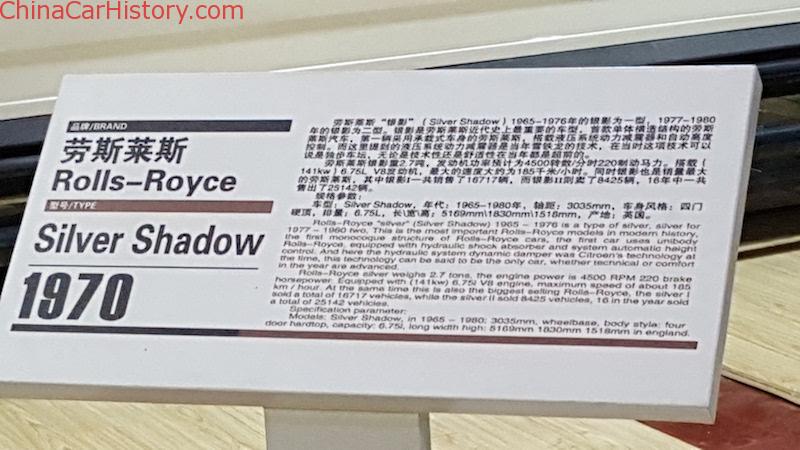 ChinaCarHistory.com
品牌/BRAND
劳斯莱斯
Rolls-Royce
型号/TYPE
Silver Shadow
1970
劳斯莱斯“银影”（Silver Shadow）1965-1976年的银影为一型，1977-1980
年的银影为二型。银影是劳斯莱斯近代史上最重要的车型，首款单体横造结构的劳斯
莱斯汽车，第一辆采用承载式车身的劳斯莱斯，搭载液压系统动力减震器和自动高度
控制。而这里提到的液压系统动力减震器是当年雪铁龙的技术，在当时这项技术可以
说是独步车坛，无论是技术性还是舒适性在当年都是超前的。
劳斯莱斯银影重2.7吨，发动机功率预计为4500转数/分时220制动马力。搭载（
141kw）6.75L V8发动机，最大的速度大约为185千米/小时。同时银影也是销量最大
的劳斯莱斯，其中银影I一共销售了16717辆，而银影II则卖了8425辆，16年中一共
售出了25142辆。
规格参数：
车型：Silver Shadow，年代：1965-1980年，轴距：3035mm，车身风格：四门
硬顶，排量：6.75L，长\宽\高：5169mm\1830mm\1518mm，产地：英国。
Rolls-Royce "silver" (Silver Shadow) 1965 - 1976 is a type of silver, silver for
1977 - 1980 two. This is the most important Rolls-Royce models in modern history,
the first monocoque structure of Rolls-Royce cars, the first car uses unibody
Rolls-Royce, equipped with hydraulic shock absorber and system automatic height
control. And here the hydraulic system dynamic damper was Citroen's technology at
the time, this technology can be said to be the only car, whether technical or comfort
in the year are advanced.
Rolls-Royce silver weighs 2.7 tons, the engine power is 4500 RPM 220 brake
horsepower. Equipped with (141kw) 6.75l V8 engine, maximum speed of about 185
km / hour. At the same time this is also the biggest selling Rolls-Royce, the silver I
sold a total of 16717 vehicles, while the silver II sold 8425 vehicles, 16 in the year sold
a total of 25142 vehicles.
Specification parameter:
Models: Silver Shadow, in 1965 - 1980; 3035mm, wheelbase, body style: four
door hardtop, capacity: 6.75l, long width high: 5169mm 1830mm 1518mm in england.